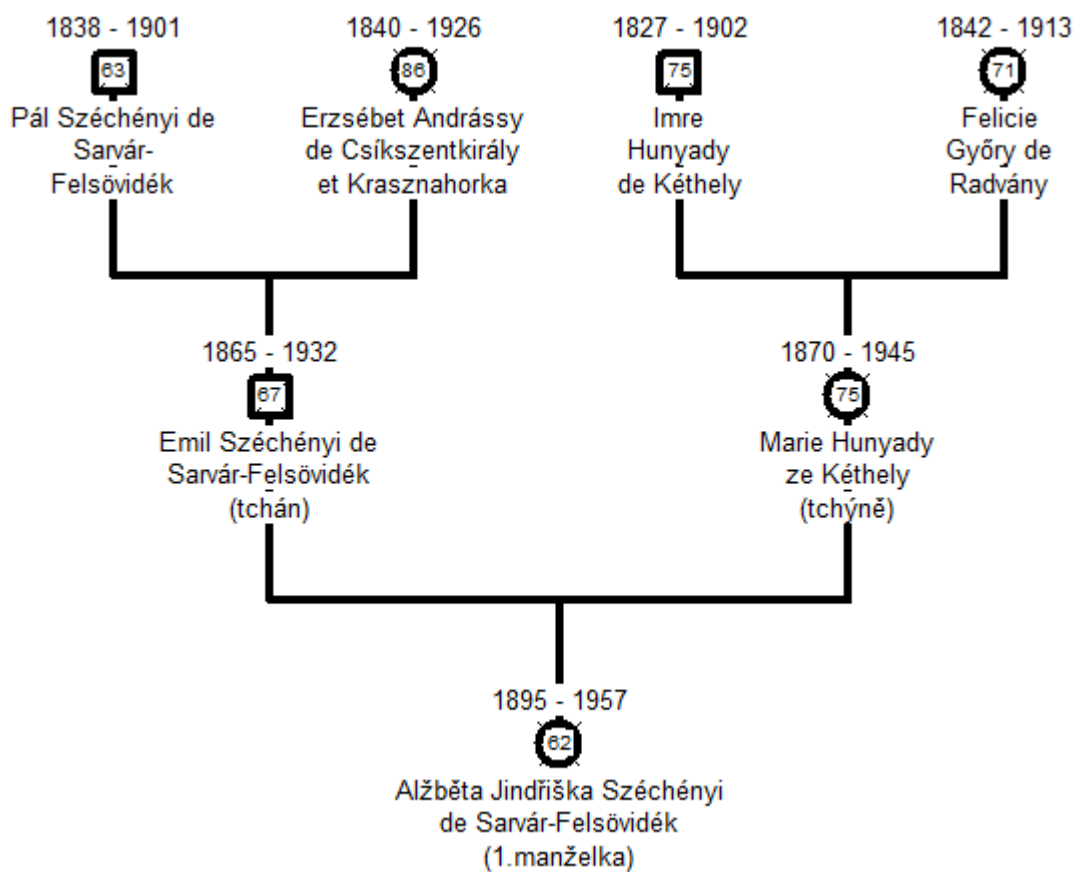 1838 - 1901
63
Pál Széchényi de
Sarvár-
Felsövidék
1840 - 1926
86
Erzsébet Andrássy
de Csíkszentkirály
et Krasznahorka
1827 - 1902
75
Imre
Hunyady
de Kéthely
1842 - 1913
71
Felicie
Győry de
Radvány
1865 - 1932
67
Emil Széchényi de
Sarvár-Felsövidék
(tchán)
1870 - 1945
75
Marie Hunyady
ze Kéthely
(tchýně)
1895 - 1957
62
Alžběta Jindřiška Széchényi
de Sarvár-Felsövidék
(1.manželka)